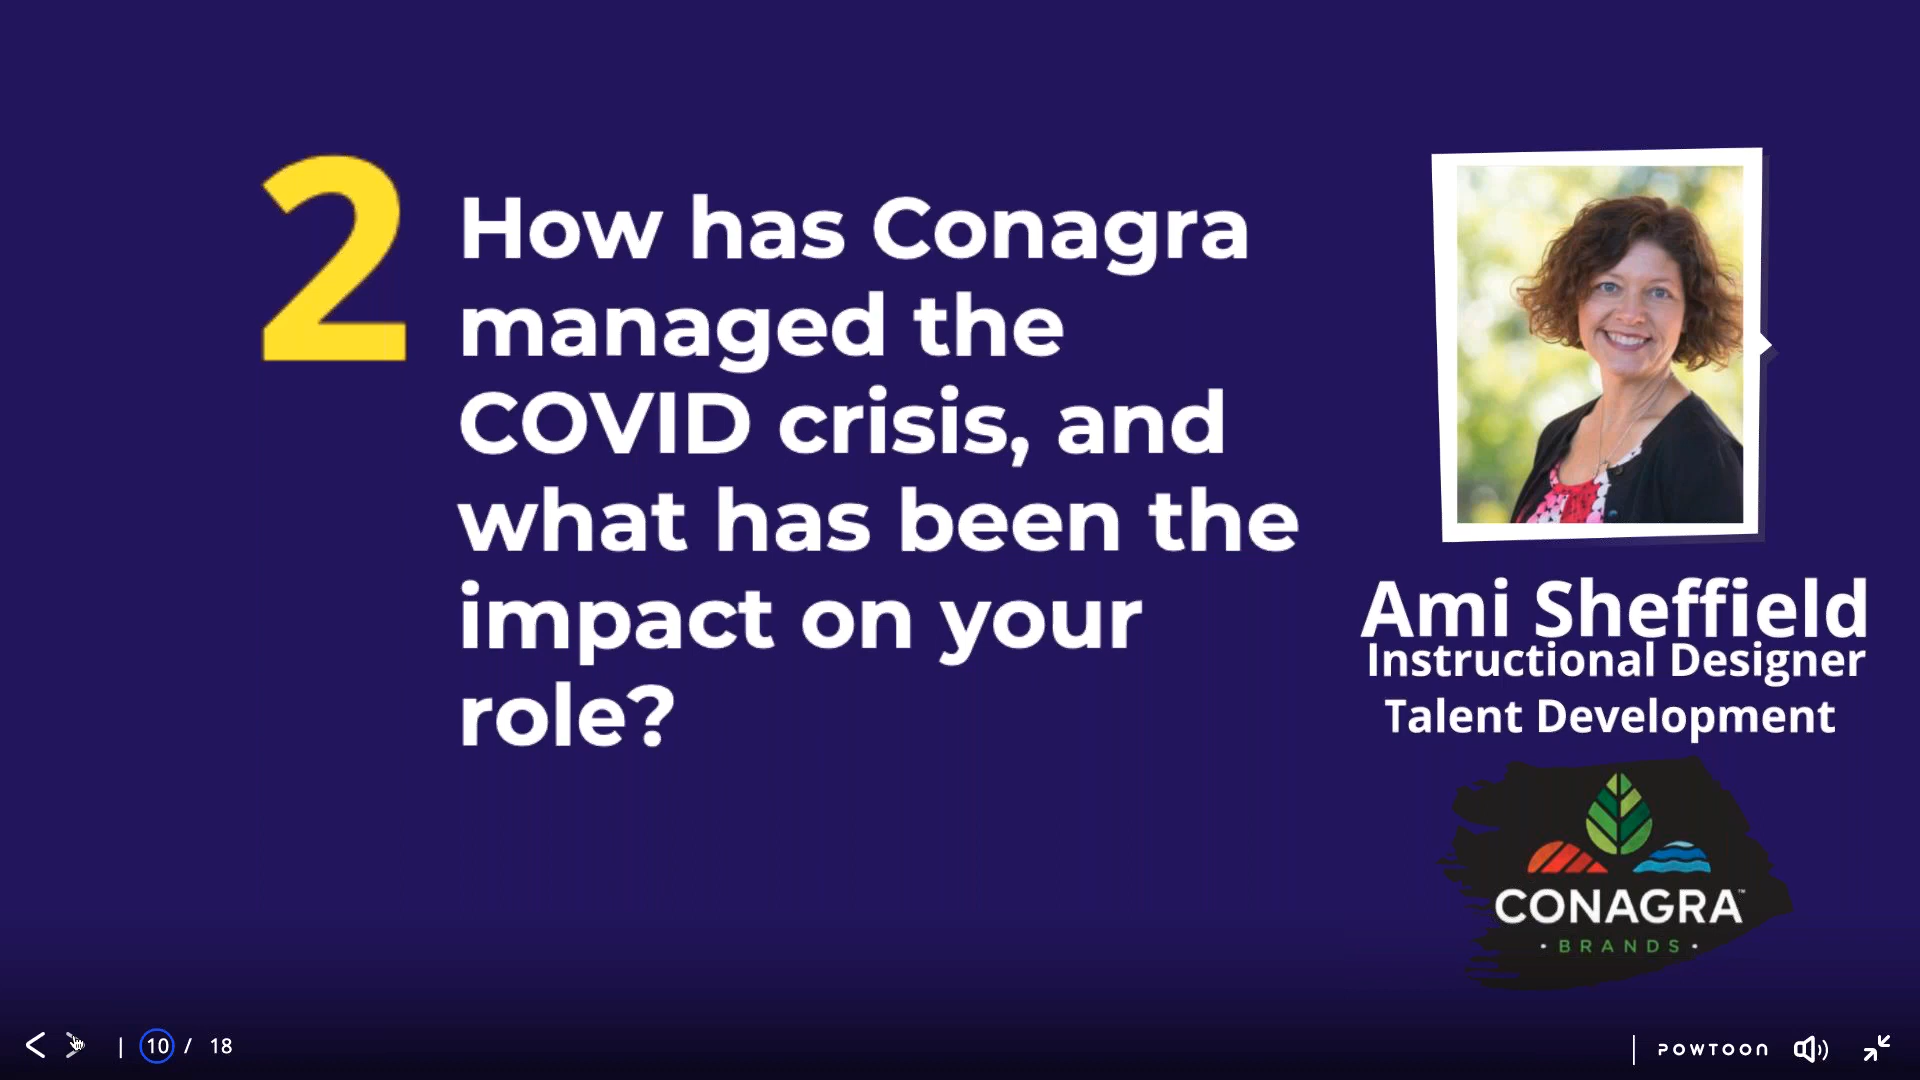 2
How has Conagra
managed the
COVID crisis, and
what has been the
impact on your
role?
Ami Sheffield
Instructional Designer
Talent Development
CONAGRA™
• BRANDS •
| 10 / 18
POWTOON